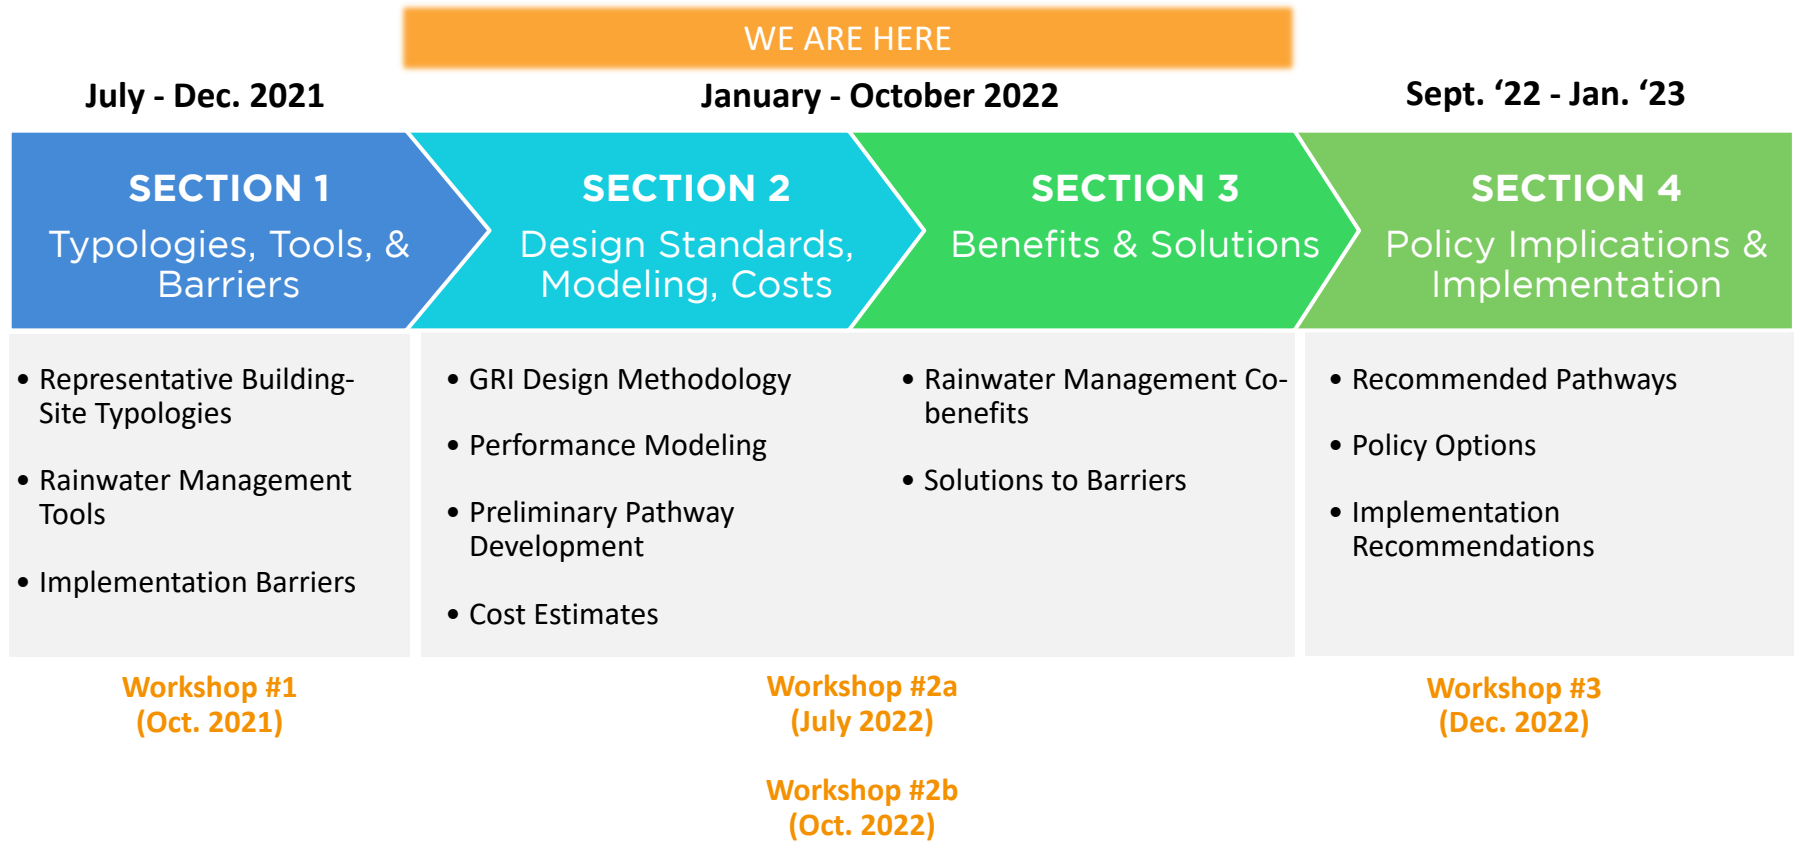 WE ARE HERE
July - Dec. 2021
January - October 2022
Sept. ‘22 - Jan. ‘23
SECTION 1
Typologies, Tools, &
Barriers
SECTION 2
Design Standards,
Modeling, Costs
SECTION 3
Benefits & Solutions
SECTION 4
Policy Implications &
Implementation
• Representative Building-
Site Typologies
• Rainwater Management
Tools
• Implementation Barriers
• GRI Design Methodology
• Performance Modeling
• Preliminary Pathway
Development
• Cost Estimates
• Rainwater Management Co-
benefits
• Solutions to Barriers
• Recommended Pathways
• Policy Options
• Implementation
Recommendations
Workshop #1
(Oct. 2021)
Workshop #2a
(July 2022)
Workshop #2b
(Oct. 2022)
Workshop #3
(Dec. 2022)